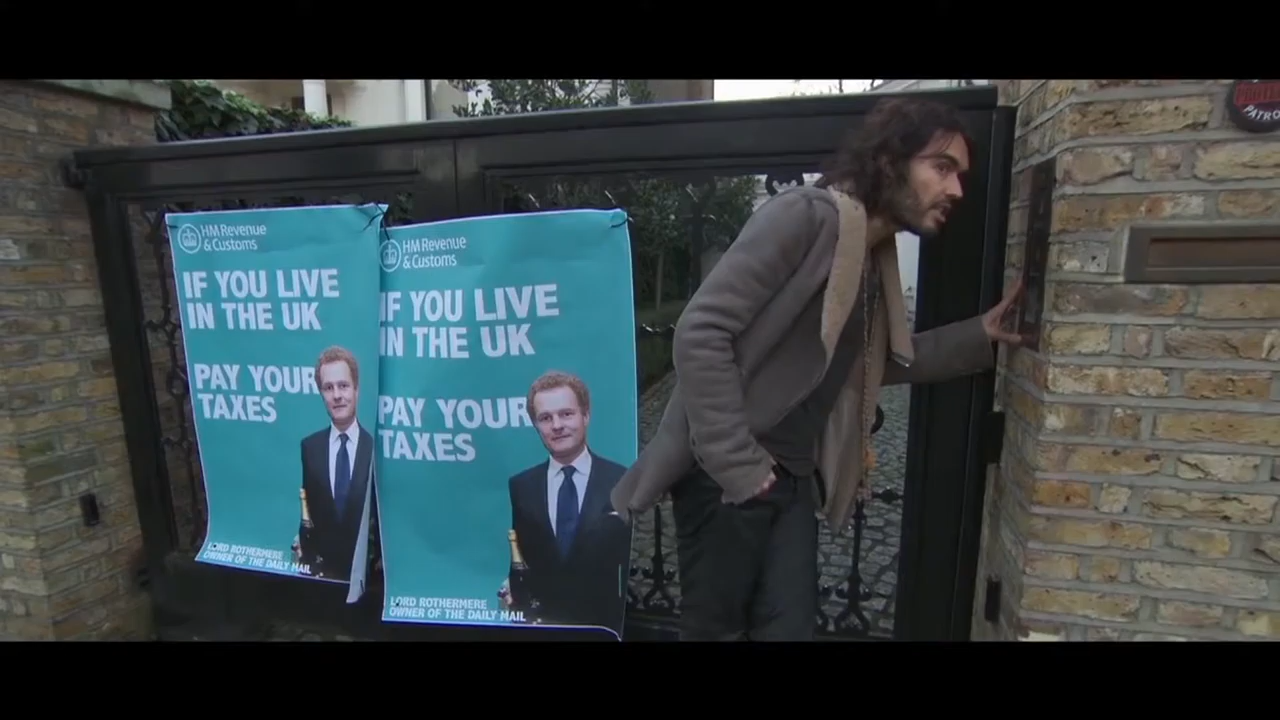 HM Revenue
& Customs
IF YOU LIVE
IN THE UK
PAY YOUR
TAXES
LORD ROTHERMERE
OWNER OF THE DAILY MAIL
HM Revenue
& Customs
IF YOU LIVE
IN THE UK
PAY YOUR
TAXES
LORD ROTHERMERE
OWNER OF THE DAILY MAIL